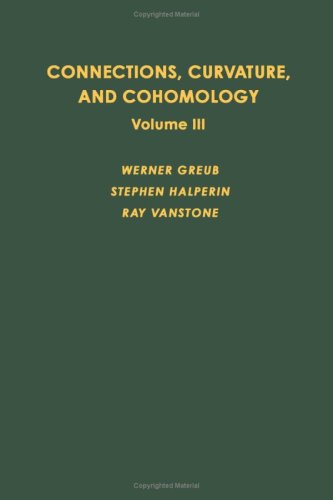 Copyrighted Material
CONNECTIONS, CURVATURE,
AND COHOMOLOGY
Volume III
WERNER GREUB
STEPHEN HALPERIN
RAY VANSTONE
Copyrighted Material